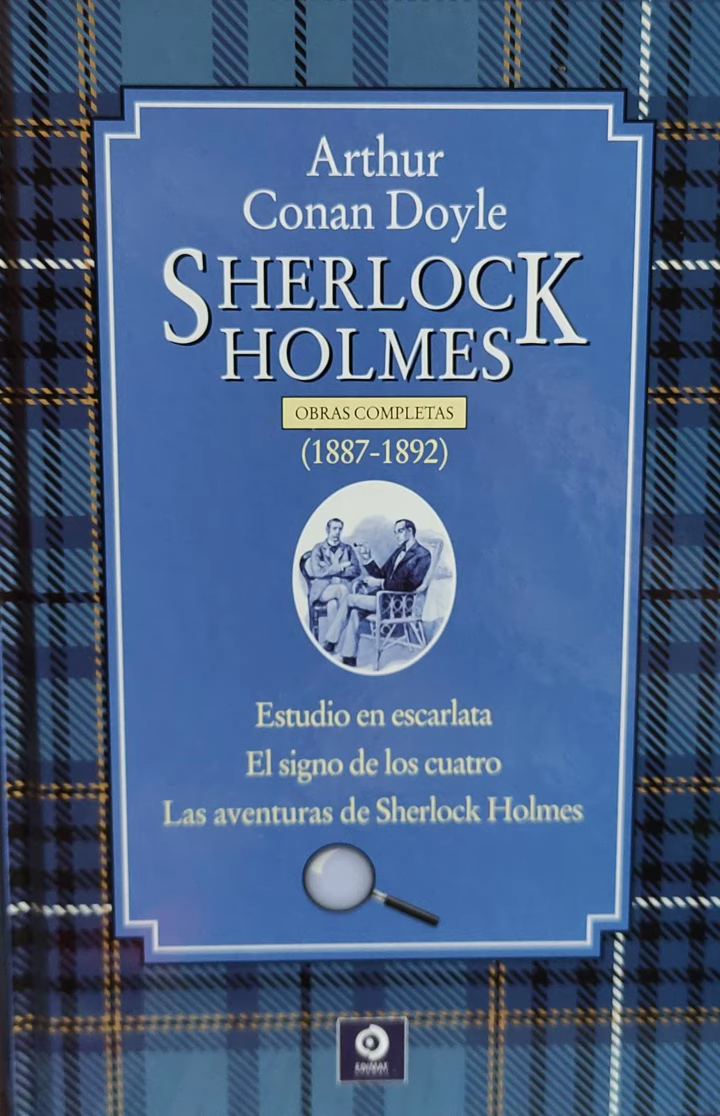 Arthur
Conan Doyle
SHERLOCK
HOLMES
OBRAS COMPLETAS
(1887-1892)
Estudio en escarlata
El signo de los cuatro
Las aventuras de Sherlock Holmes
EDIMAT